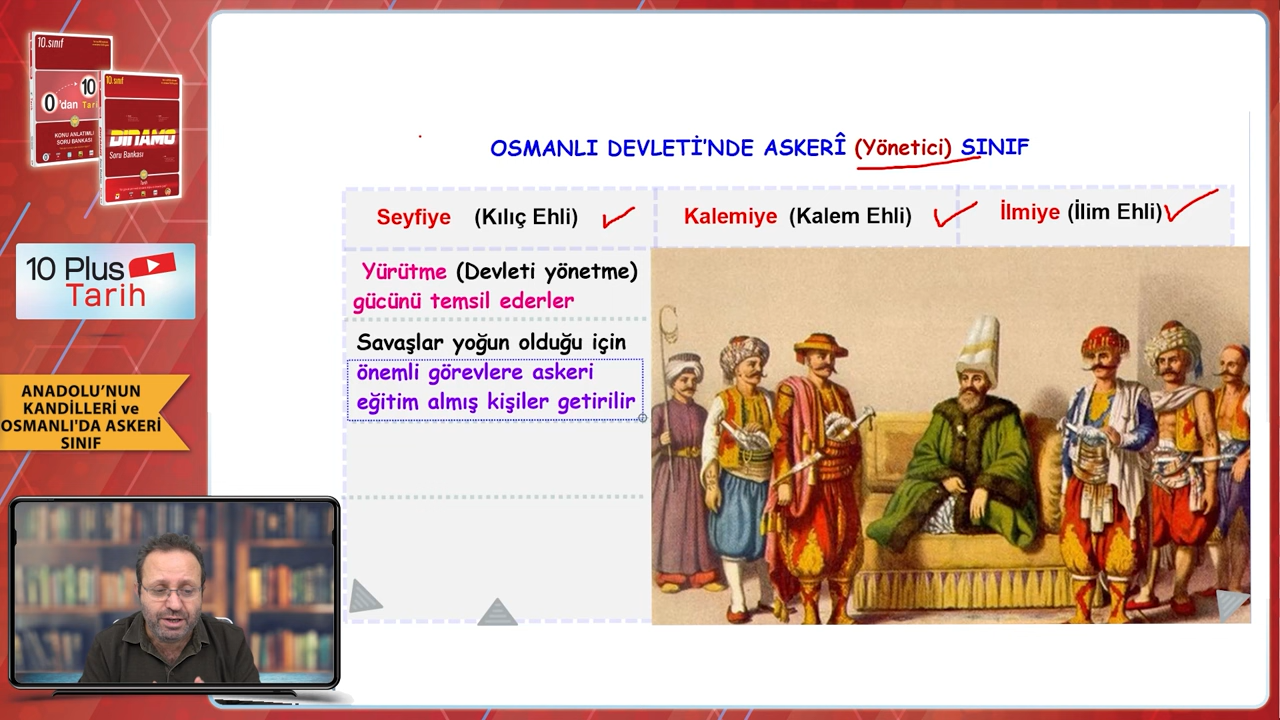 10.sınıf
0'dan 10
Tarih
KONU ANLATIMLI
SORU BANKASI
10.sınıf
DİNAMO
Soru Bankası
10 Plus
Tarih
ANADOLU'NUN
KANDİLLERİ ve
OSMANLI'DA ASKERİ
SINIF
OSMANLI DEVLETİ'NDE ASKERÎ (Yönetici) SINIF
Seyfiye (Kılıç Ehli)
Kalemiye (Kalem Ehli)
İlmiye (İlim Ehli)
Yürütme (Devleti yönetme)
gücünü temsil ederler
Savaşlar yoğun olduğu için
önemli görevlere askeri
eğitim almış kişiler getirilir